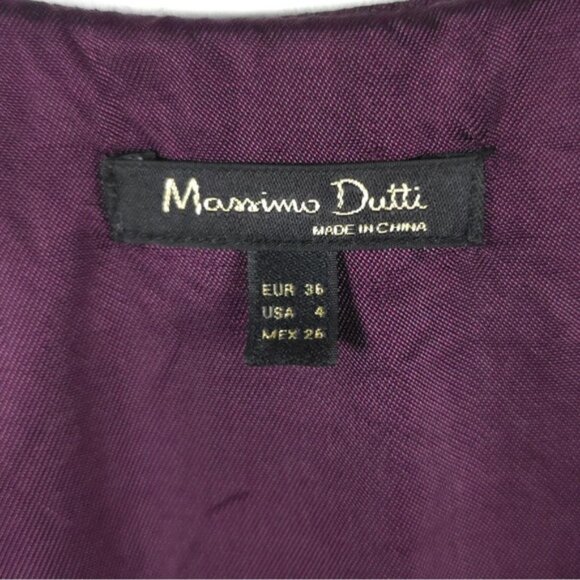 Massimo Dutti
MADE IN CHINA
EUR 36
USA 4
MEX 26